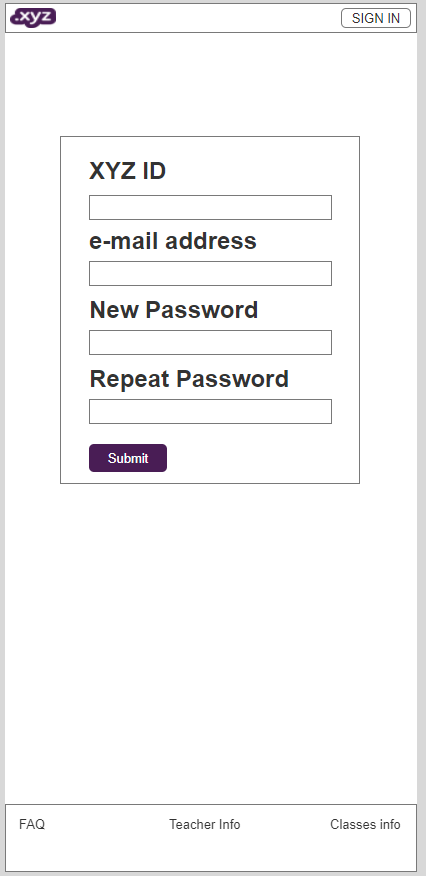 .xyz
SIGN IN
XYZ ID
e-mail address
New Password
Repeat Password
Submit
FAQ
Teacher Info
Classes info